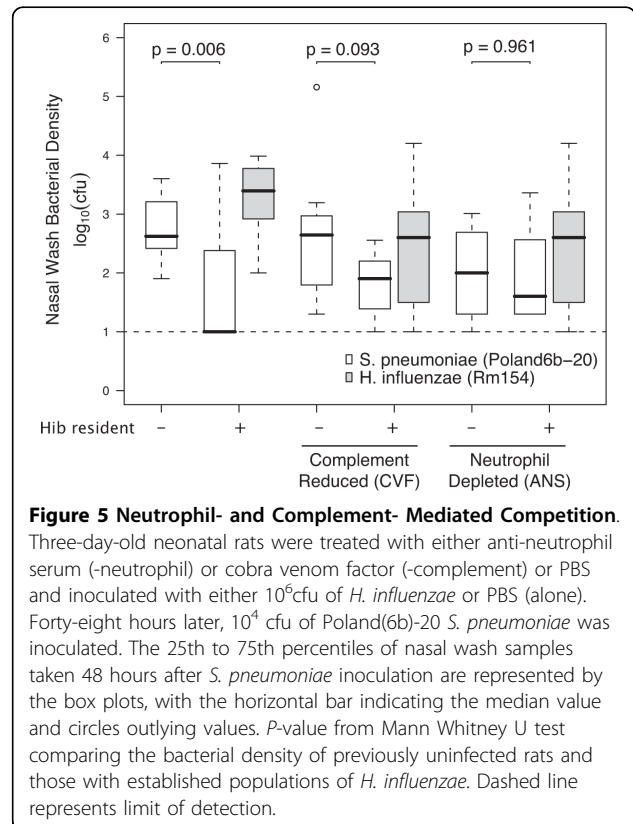 p = 0.006 p = 0.093 p = 0.961
Nasal Wash Bacterial Density
log10(cfu)
6
5
4
3
2
1
0
S. pneumoniae (Poland6b−20)
H. influenzae (Rm154)
Hib resident − + − + − +
Complement
Reduced (CVF)
Neutrophil
Depleted (ANS)
Figure 5 Neutrophil- and Complement- Mediated Competition.
Three-day-old neonatal rats were treated with either anti-neutrophil
serum (-neutrophil) or cobra venom factor (-complement) or PBS
and inoculated with either 10⁶cfu of H. influenzae or PBS (alone).
Forty-eight hours later, 10⁴ cfu of Poland(6b)-20 S. pneumoniae was
inoculated. The 25th to 75th percentiles of nasal wash samples
taken 48 hours after S. pneumoniae inoculation are represented by
the box plots, with the horizontal bar indicating the median value
and circles outlying values. P-value from Mann Whitney U test
comparing the bacterial density of previously uninfected rats and
those with established populations of H. influenzae. Dashed line
represents limit of detection.